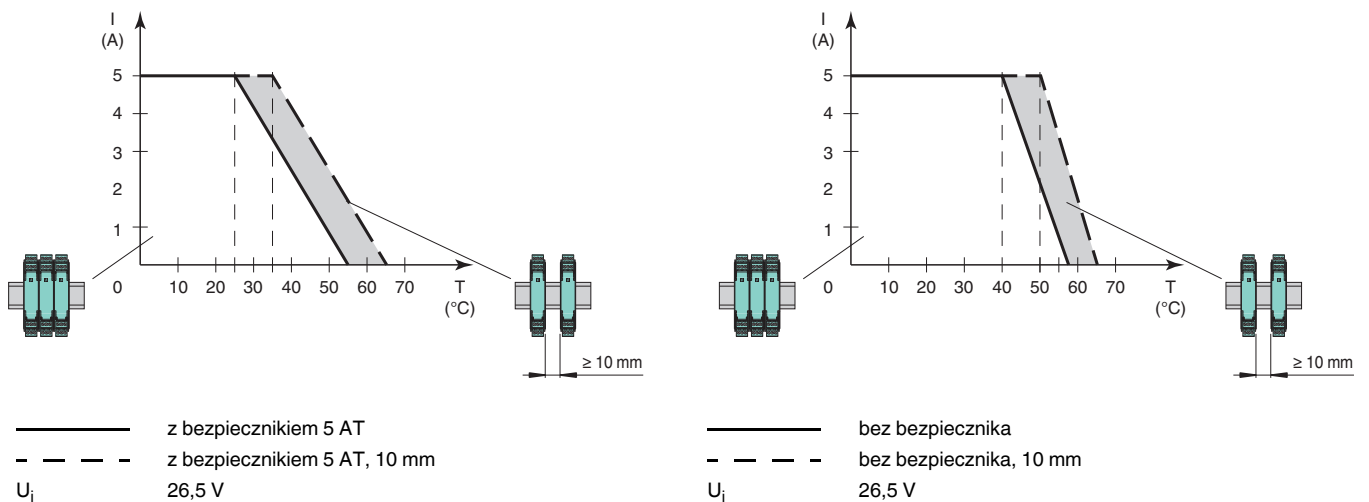 I
(A)
5
4
3
2
1
0
10 20 30 40 50 60 70
T
(°C)
≥ 10 mm
z bezpiecznikiem 5 AT
z bezpiecznikiem 5 AT, 10 mm
Ui 26,5 V
I
(A)
5
4
3
2
1
0
10 20 30 40 50 60 70
T
(°C)
≥ 10 mm
bez bezpiecznika
bez bezpiecznika, 10 mm
Ui 26,5 V